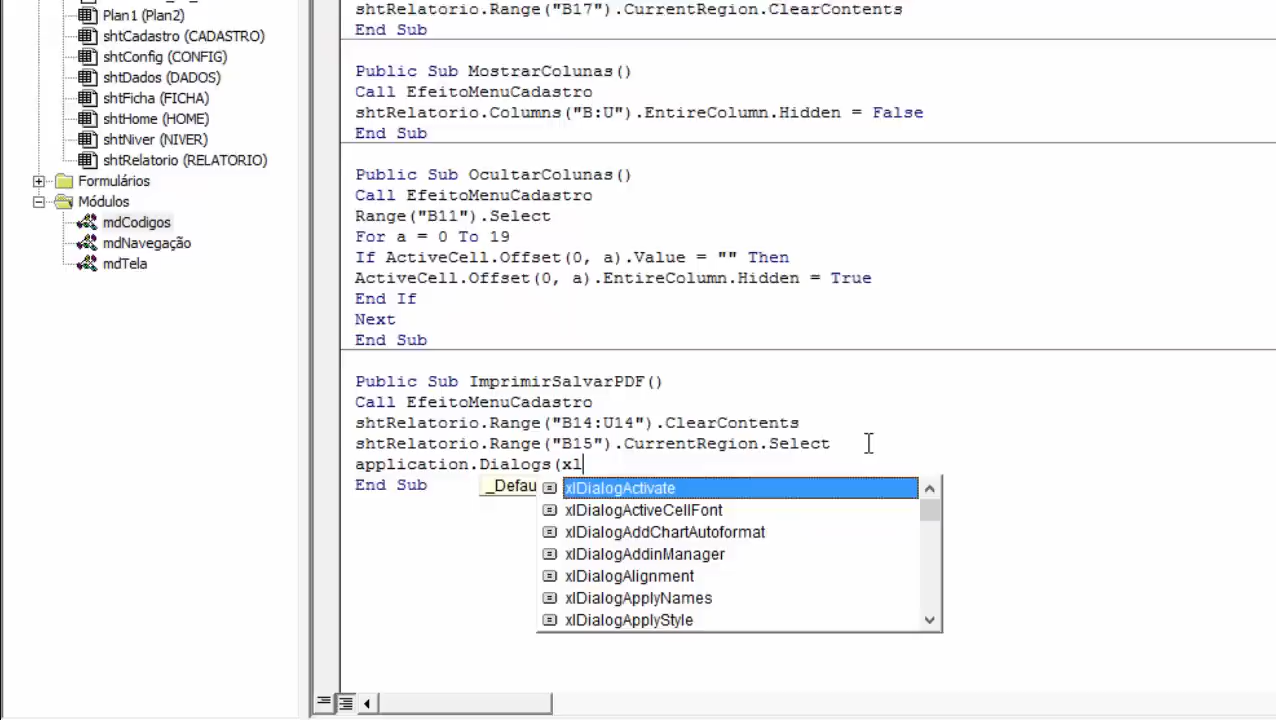 Plan1 (Plan2)
shtCadastro (CADASTRO)
shtConfig (CONFIG)
shtDados (DADOS)
shtFicha (FICHA)
shtHome (HOME)
shtNiver (NIVER)
shtRelatorio (RELATORIO)
Formulários
Módulos
mdCodigos
mdNavegação
mdTela
shtRelatorio.Range("B17").CurrentRegion.ClearContents
End Sub
Public Sub MostrarColunas()
Call EfeitoMenuCadastro
shtRelatorio.Columns("B:U").EntireColumn.Hidden = False
End Sub
Public Sub OcultarColunas()
Call EfeitoMenuCadastro
Range("B11").Select
For a = 0 To 19
If ActiveCell.Offset(0, a).Value = "" Then
ActiveCell.Offset(0, a).EntireColumn.Hidden = True
End If
Next
End Sub
Public Sub ImprimirSalvarPDF()
Call EfeitoMenuCadastro
shtRelatorio.Range("B14:U14").ClearContents
shtRelatorio.Range("B15").CurrentRegion.Select
application.Dialogs(xl
End Sub
_Defau
xlDialogActivate
xlDialogActiveCellFont
xlDialogAddChartAutoformat
xlDialogAddinManager
xlDialogAlignment
xlDialogApplyNames
xlDialogApplyStyle